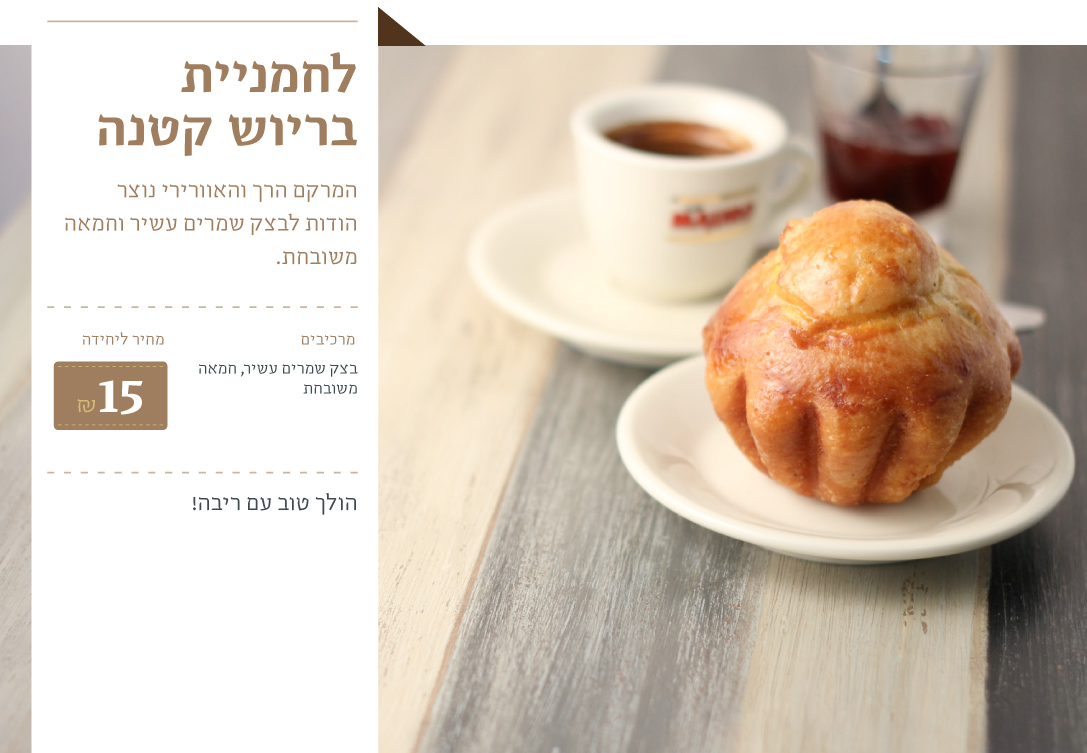 לחמניית
בריוש קטנה
המרקם הרך והאוורירי נוצר
הודות לבצק שמרים עשיר וחמאה
משובחת.
מרכיבים
בצק שמרים עשיר, חמאה
משובחת
מחיר ליחידה
15 ₪
הולך טוב עם ריבה!